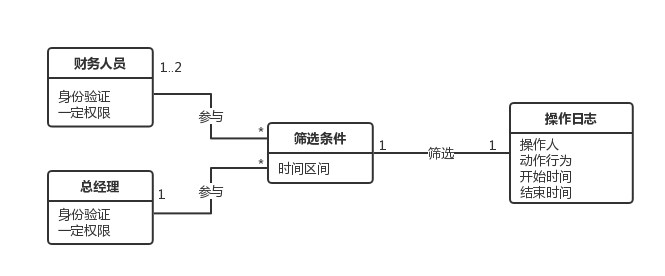 财务人员
1..2
身份验证
一定权限
参与
*
筛选条件
时间区间
1
筛选
1
操作日志
操作人
动作行为
开始时间
结束时间
*
总经理
1
参与
身份验证
一定权限